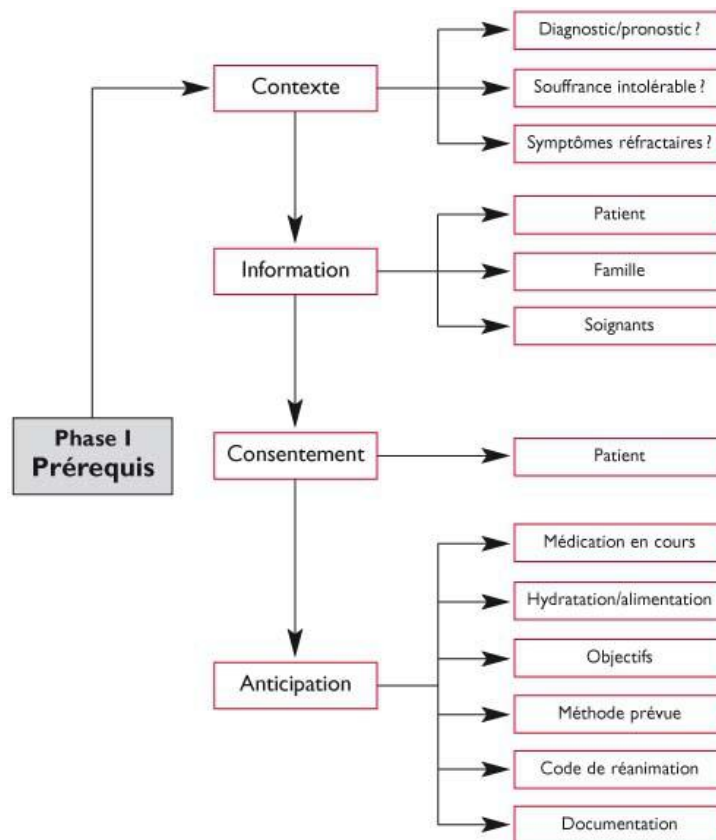 Diagnostic/pronostic ?
Contexte
Souffrance intolérable ?
Symptômes réfractaires ?
Patient
Information
Famille
Soignants
Phase I
Prérequis
Consentement
Patient
Médication en cours
Hydratation/alimentation
Objectifs
Anticipation
Méthode prévue
Code de réanimation
Documentation